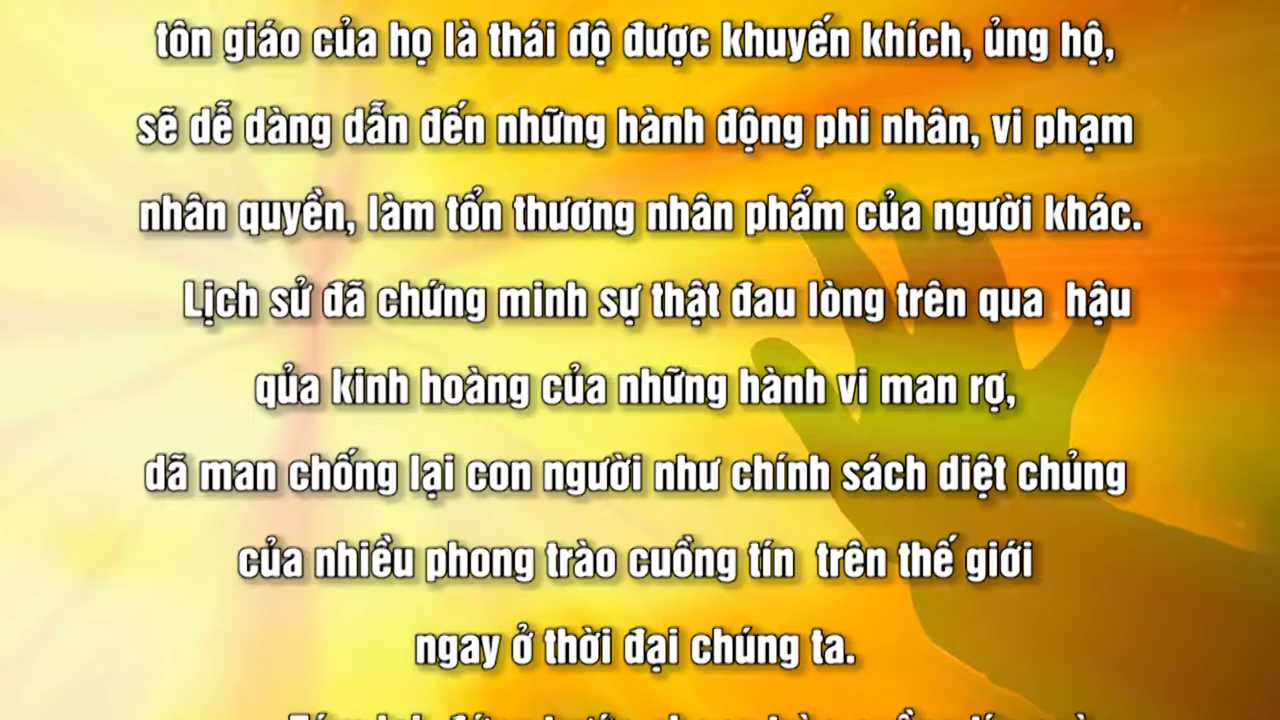 tôn giáo của họ là thái độ được khuyến khích, ủng hộ,
sẽ dễ dàng dẫn đến những hành động phi nhân, vi phạm
nhân quyền, làm tổn thương nhân phẩm của người khác.
Lịch sử đã chứng minh sự thật đau lòng trên qua hậu
qủa kinh hoàng của những hành vi man rợ,
dã man chống lại con người như chính sách diệt chủng
của nhiều phong trào cuồng tín trên thế giới
ngay ở thời đại chúng ta.